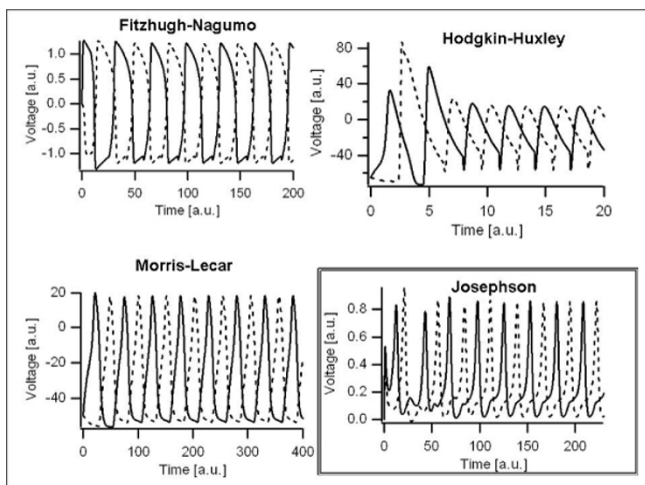 Fitzhugh-Nagumo
Voltage [a.u.]
1.0
0.5
0.0
-0.5
-1.0
0 50 100 150 200
Time [a.u.]
Hodgkin-Huxley
Voltage [a.u.]
80
40
0
-40
0 5 10 15 20
Time [a.u.]
Morris-Lecar
Voltage [a.u.]
20
0
-20
-40
0 100 200 300 400
Time [a.u.]
Josephson
Voltage [a.u.]
0.8
0.6
0.4
0.2
0.0
0 50 100 150 200
Time [a.u.]